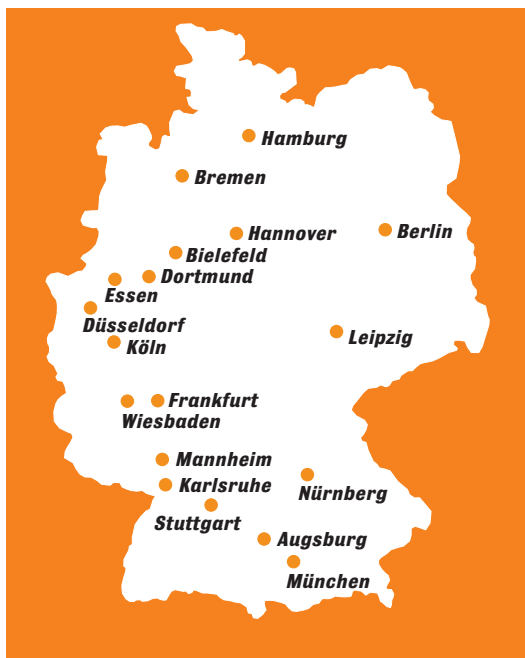 Hamburg
Bremen
Hannover
Berlin
Bielefeld
Dortmund
Essen
Düsseldorf
Leipzig
Köln
Frankfurt
Wiesbaden
Mannheim
Karlsruhe
Nürnberg
Stuttgart
Augsburg
München